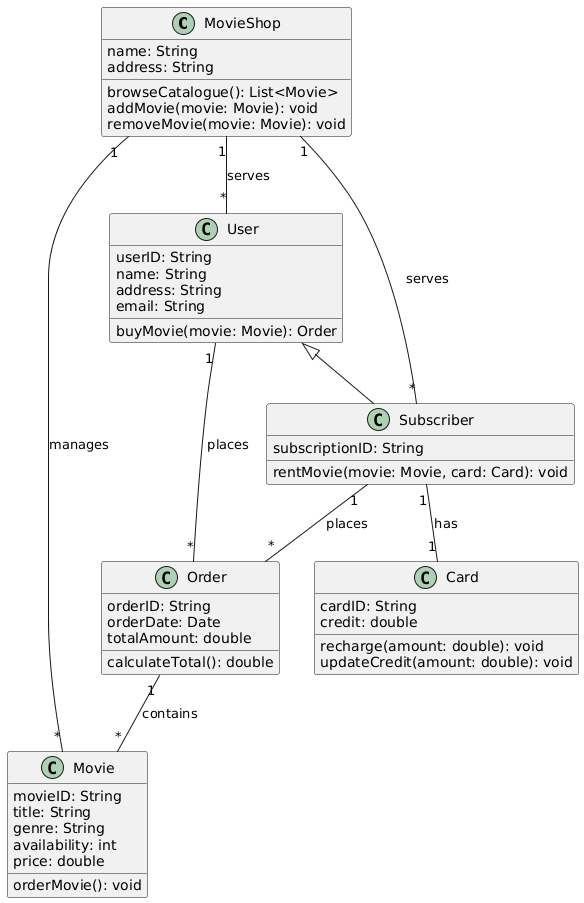 C MovieShop
name: String
address: String
browseCatalogue(): List<Movie>
addMovie(movie: Movie): void
removeMovie(movie: Movie): void
1
1
1
serves
*
C User
userID: String
name: String
address: String
email: String
buyMovie(movie: Movie): Order
serves
1
*
C Subscriber
subscriptionID: String
rentMovie(movie: Movie, card: Card): void
manages
places
1
1
places
has
*
*
1
C Order
orderID: String
orderDate: Date
totalAmount: double
calculateTotal(): double
C Card
cardID: String
credit: double
recharge(amount: double): void
updateCredit(amount: double): void
1
contains
*
*
C Movie
movieID: String
title: String
genre: String
availability: int
price: double
orderMovie(): void